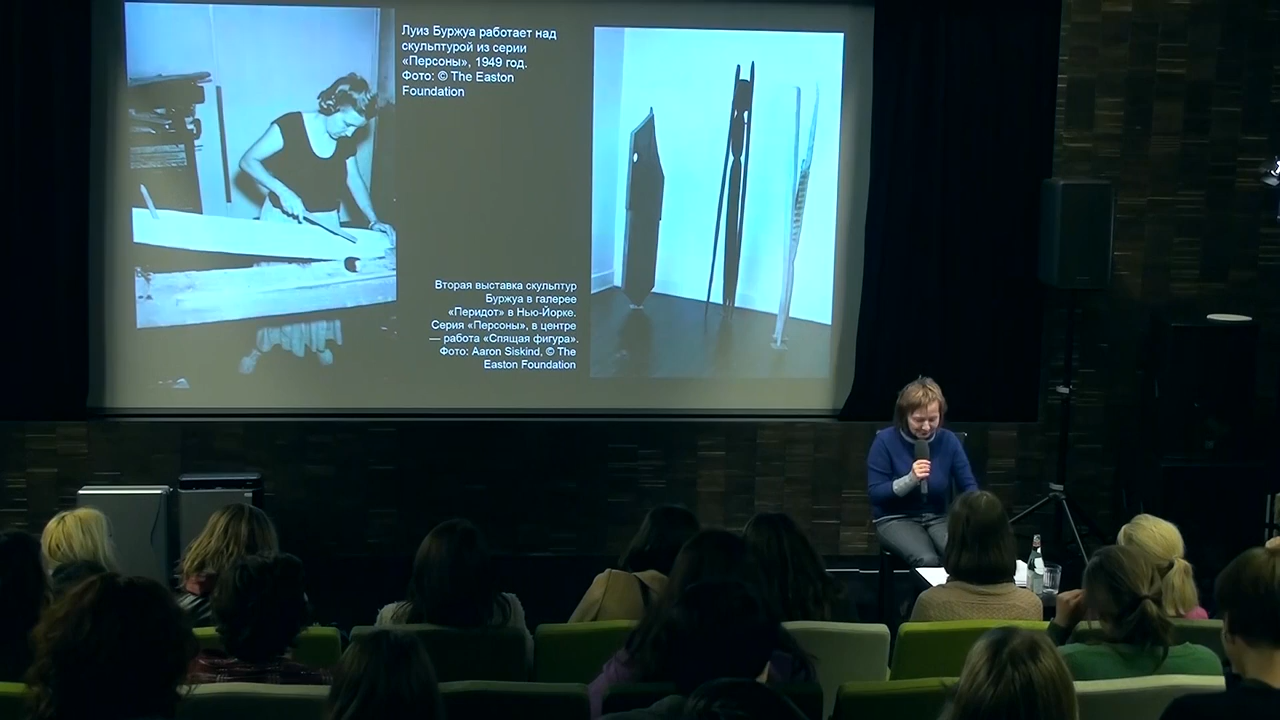 Луиз Буржуа работает над
скульптурой из серии
«Персоны», 1949 год.
Фото: © The Easton
Foundation
Вторая выставка скульптур
Буржуа в галерее
«Перидот» в Нью-Йорке.
Серия «Персоны», в центре
— работа «Спящая фигура».
Фото: Aaron Siskind, © The
Easton Foundation